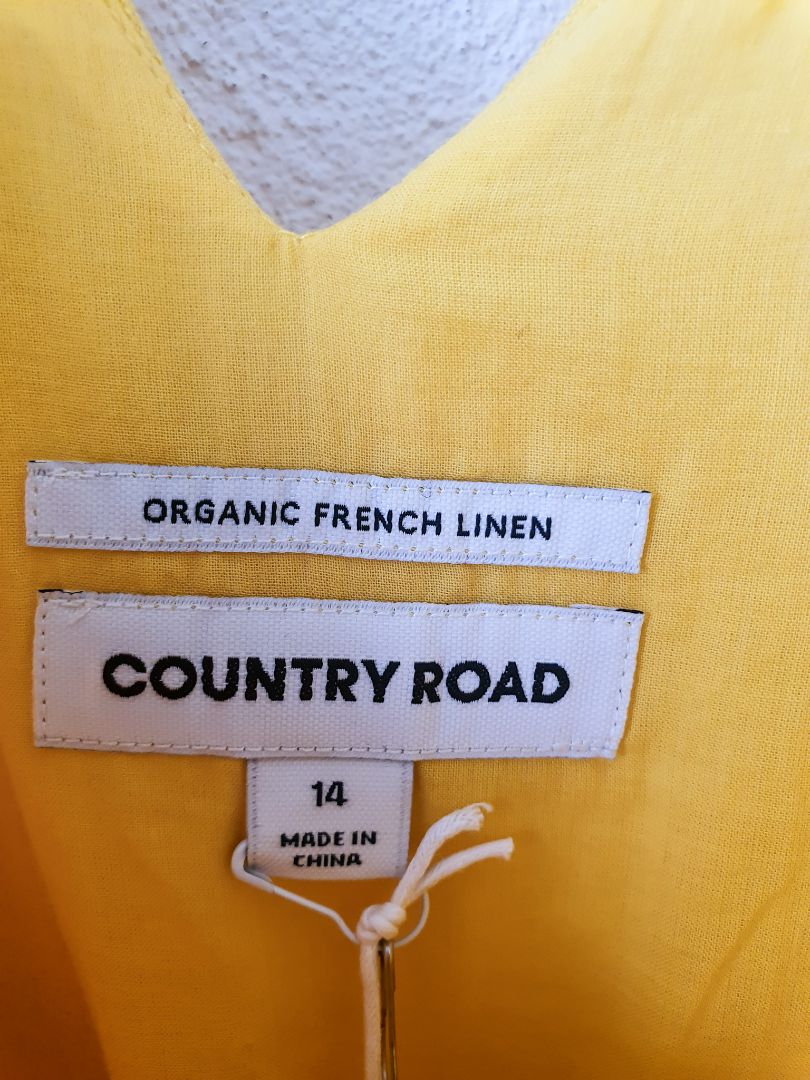 ORGANIC FRENCH LINEN
COUNTRY ROAD
14
MADE IN
CHINA